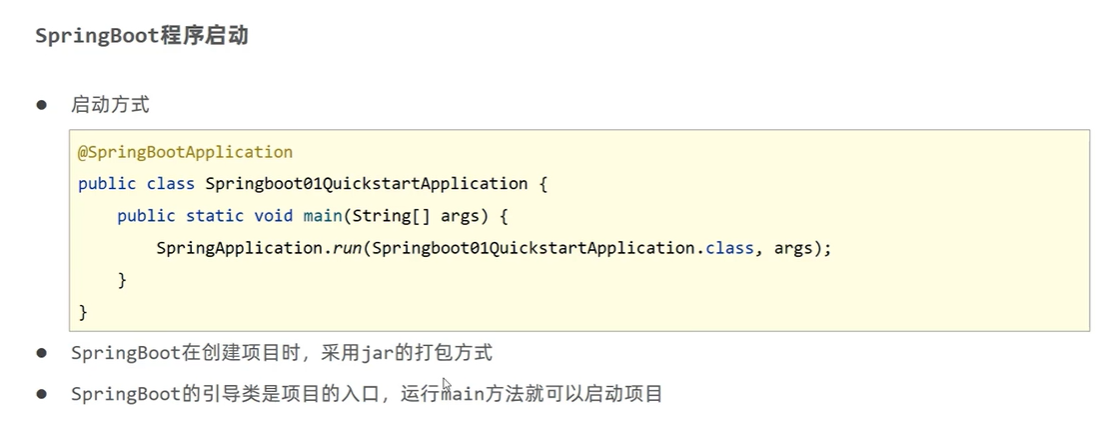 SpringBoot程序启动
● 启动方式
@SpringBootApplication
public class Springboot01QuickstartApplication {
    public static void main(String[] args) {
        SpringApplication.run(Springboot01QuickstartApplication.class, args);
    }
}
● SpringBoot在创建项目时，采用jar的打包方式
● SpringBoot的引导类是项目的入口，运行main方法就可以启动项目